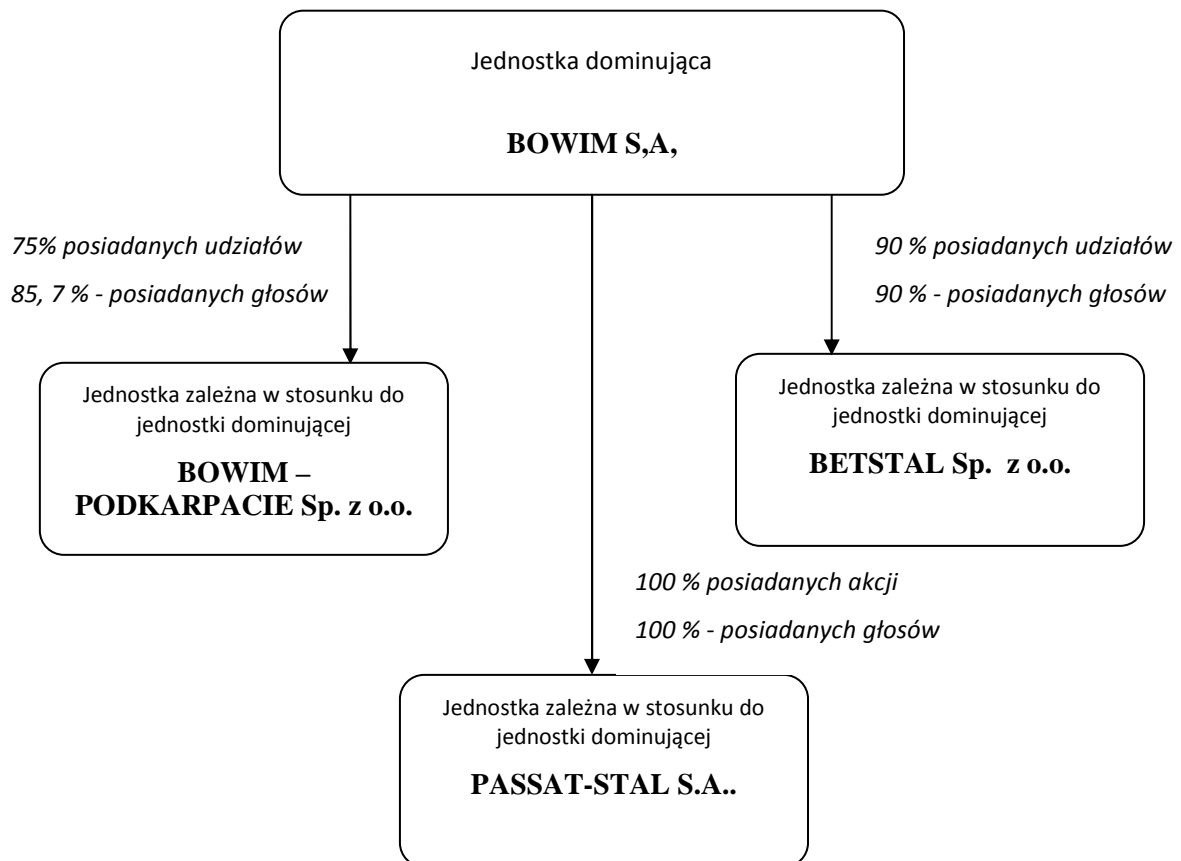 Jednostka dominująca
BOWIM S,A,
75% posiadanych udziałów
85, 7 % - posiadanych głosów
90 % posiadanych udziałów
90 % - posiadanych głosów
Jednostka zależna w stosunku do
jednostki dominującej
BOWIM –
PODKARPACIE Sp. z o.o.
Jednostka zależna w stosunku do
jednostki dominującej
BETSTAL Sp. z o.o.
100 % posiadanych akcji
100 % - posiadanych głosów
Jednostka zależna w stosunku do
jednostki dominującej
PASSAT-STAL S.A..